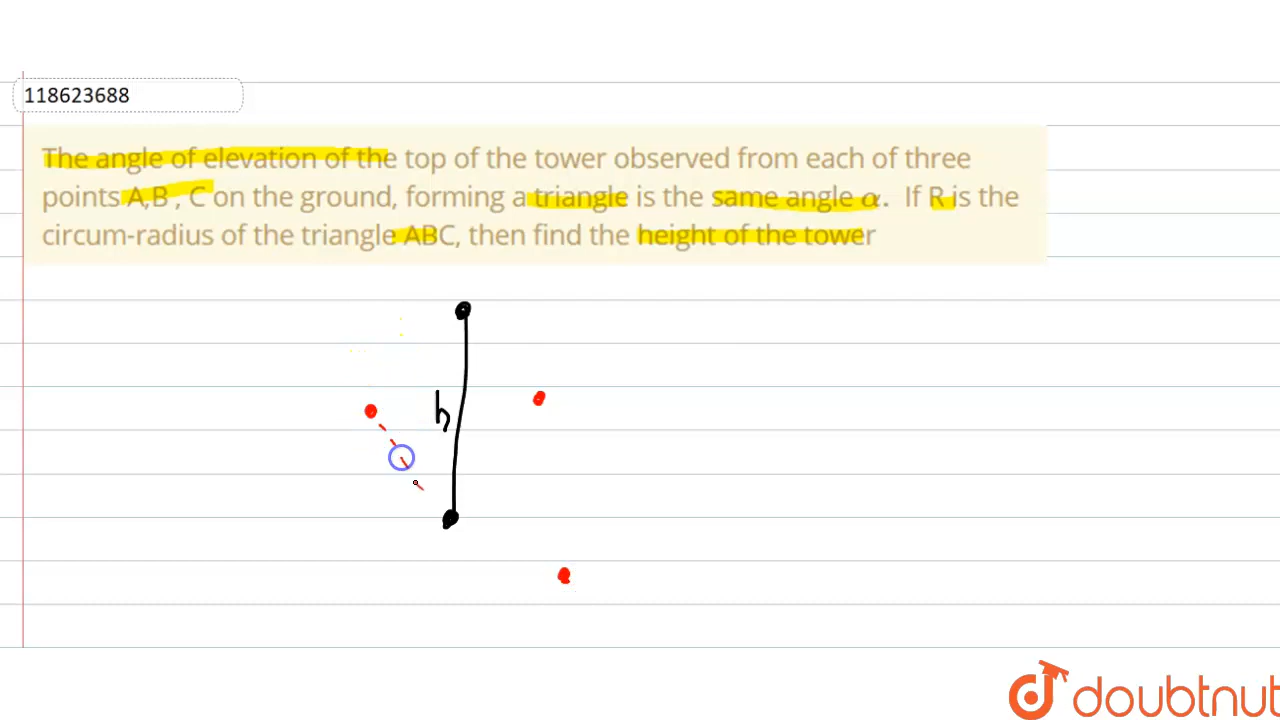 118623688
The angle of elevation of the top of the tower observed from each of three
points A,B , C on the ground, forming a triangle is the same angle α. If R is the
circum-radius of the triangle ABC, then find the height of the tower
h
doubtnut